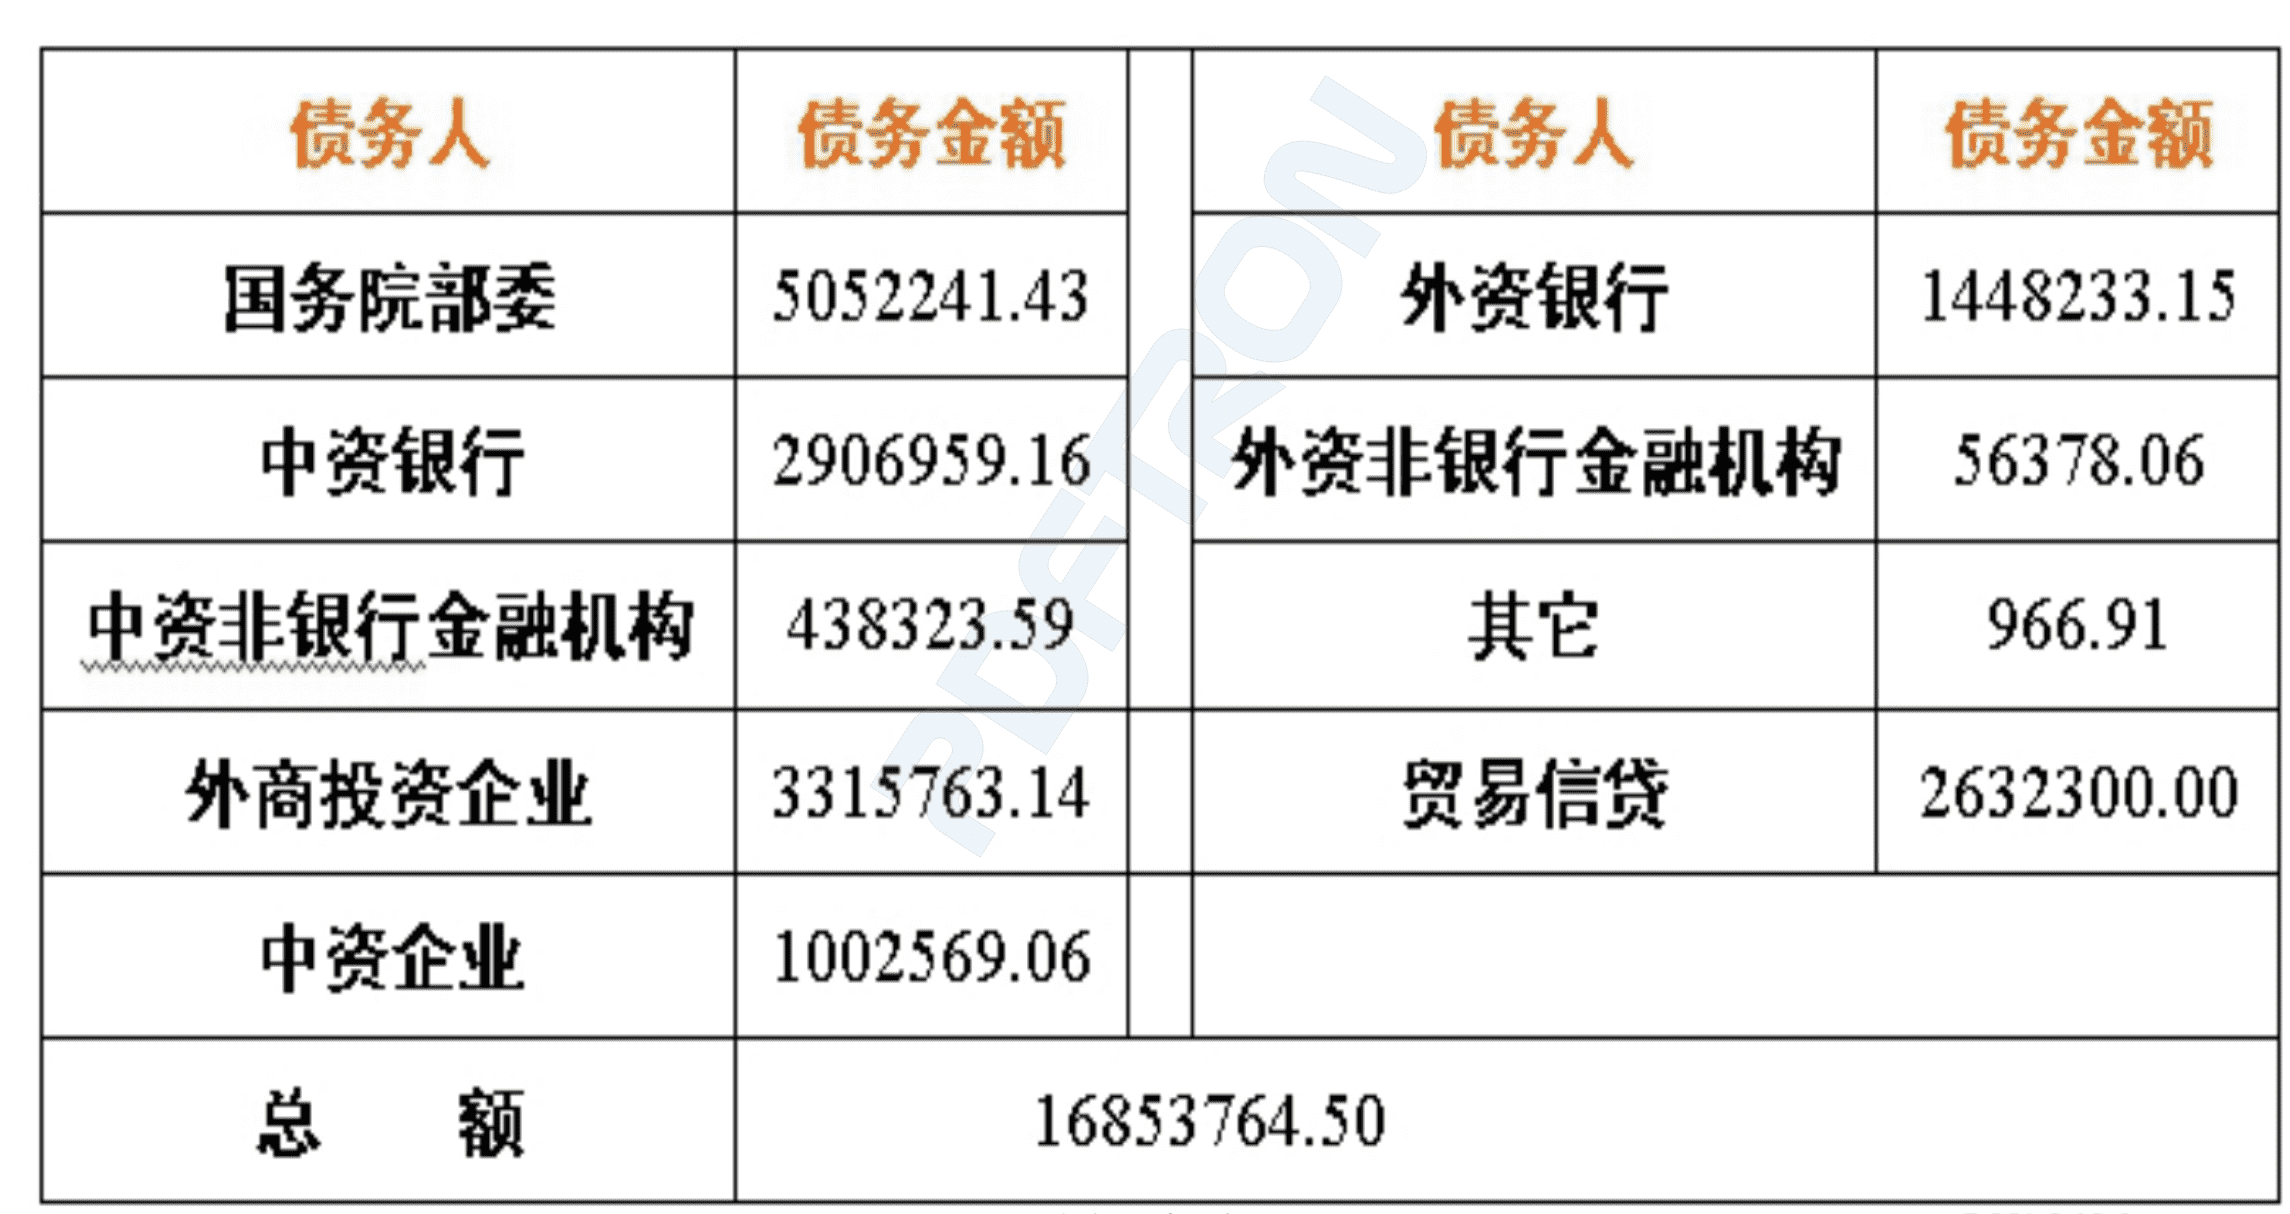 债务人 债务金额 债务人 债务金额
国务院部委 5052241.43 外资银行 1448233.15
中资银行 2906959.16 外资非银行金融机构 56378.06
中资非银行金融机构 438323.59 其它 966.91
外商投资企业 3315763.14 贸易信贷 2632300.00
中资企业 1002569.06
总 额 16853764.50
PDFTRON